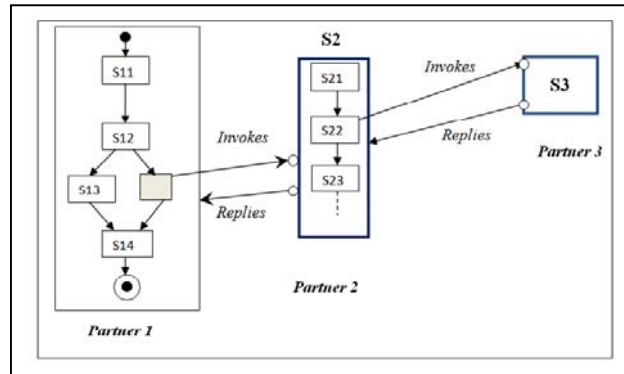 S11
S12
S13
S14
Partner 1
Invokes
Replies
S2
S21
S22
S23
Partner 2
Invokes
Replies
S3
Partner 3